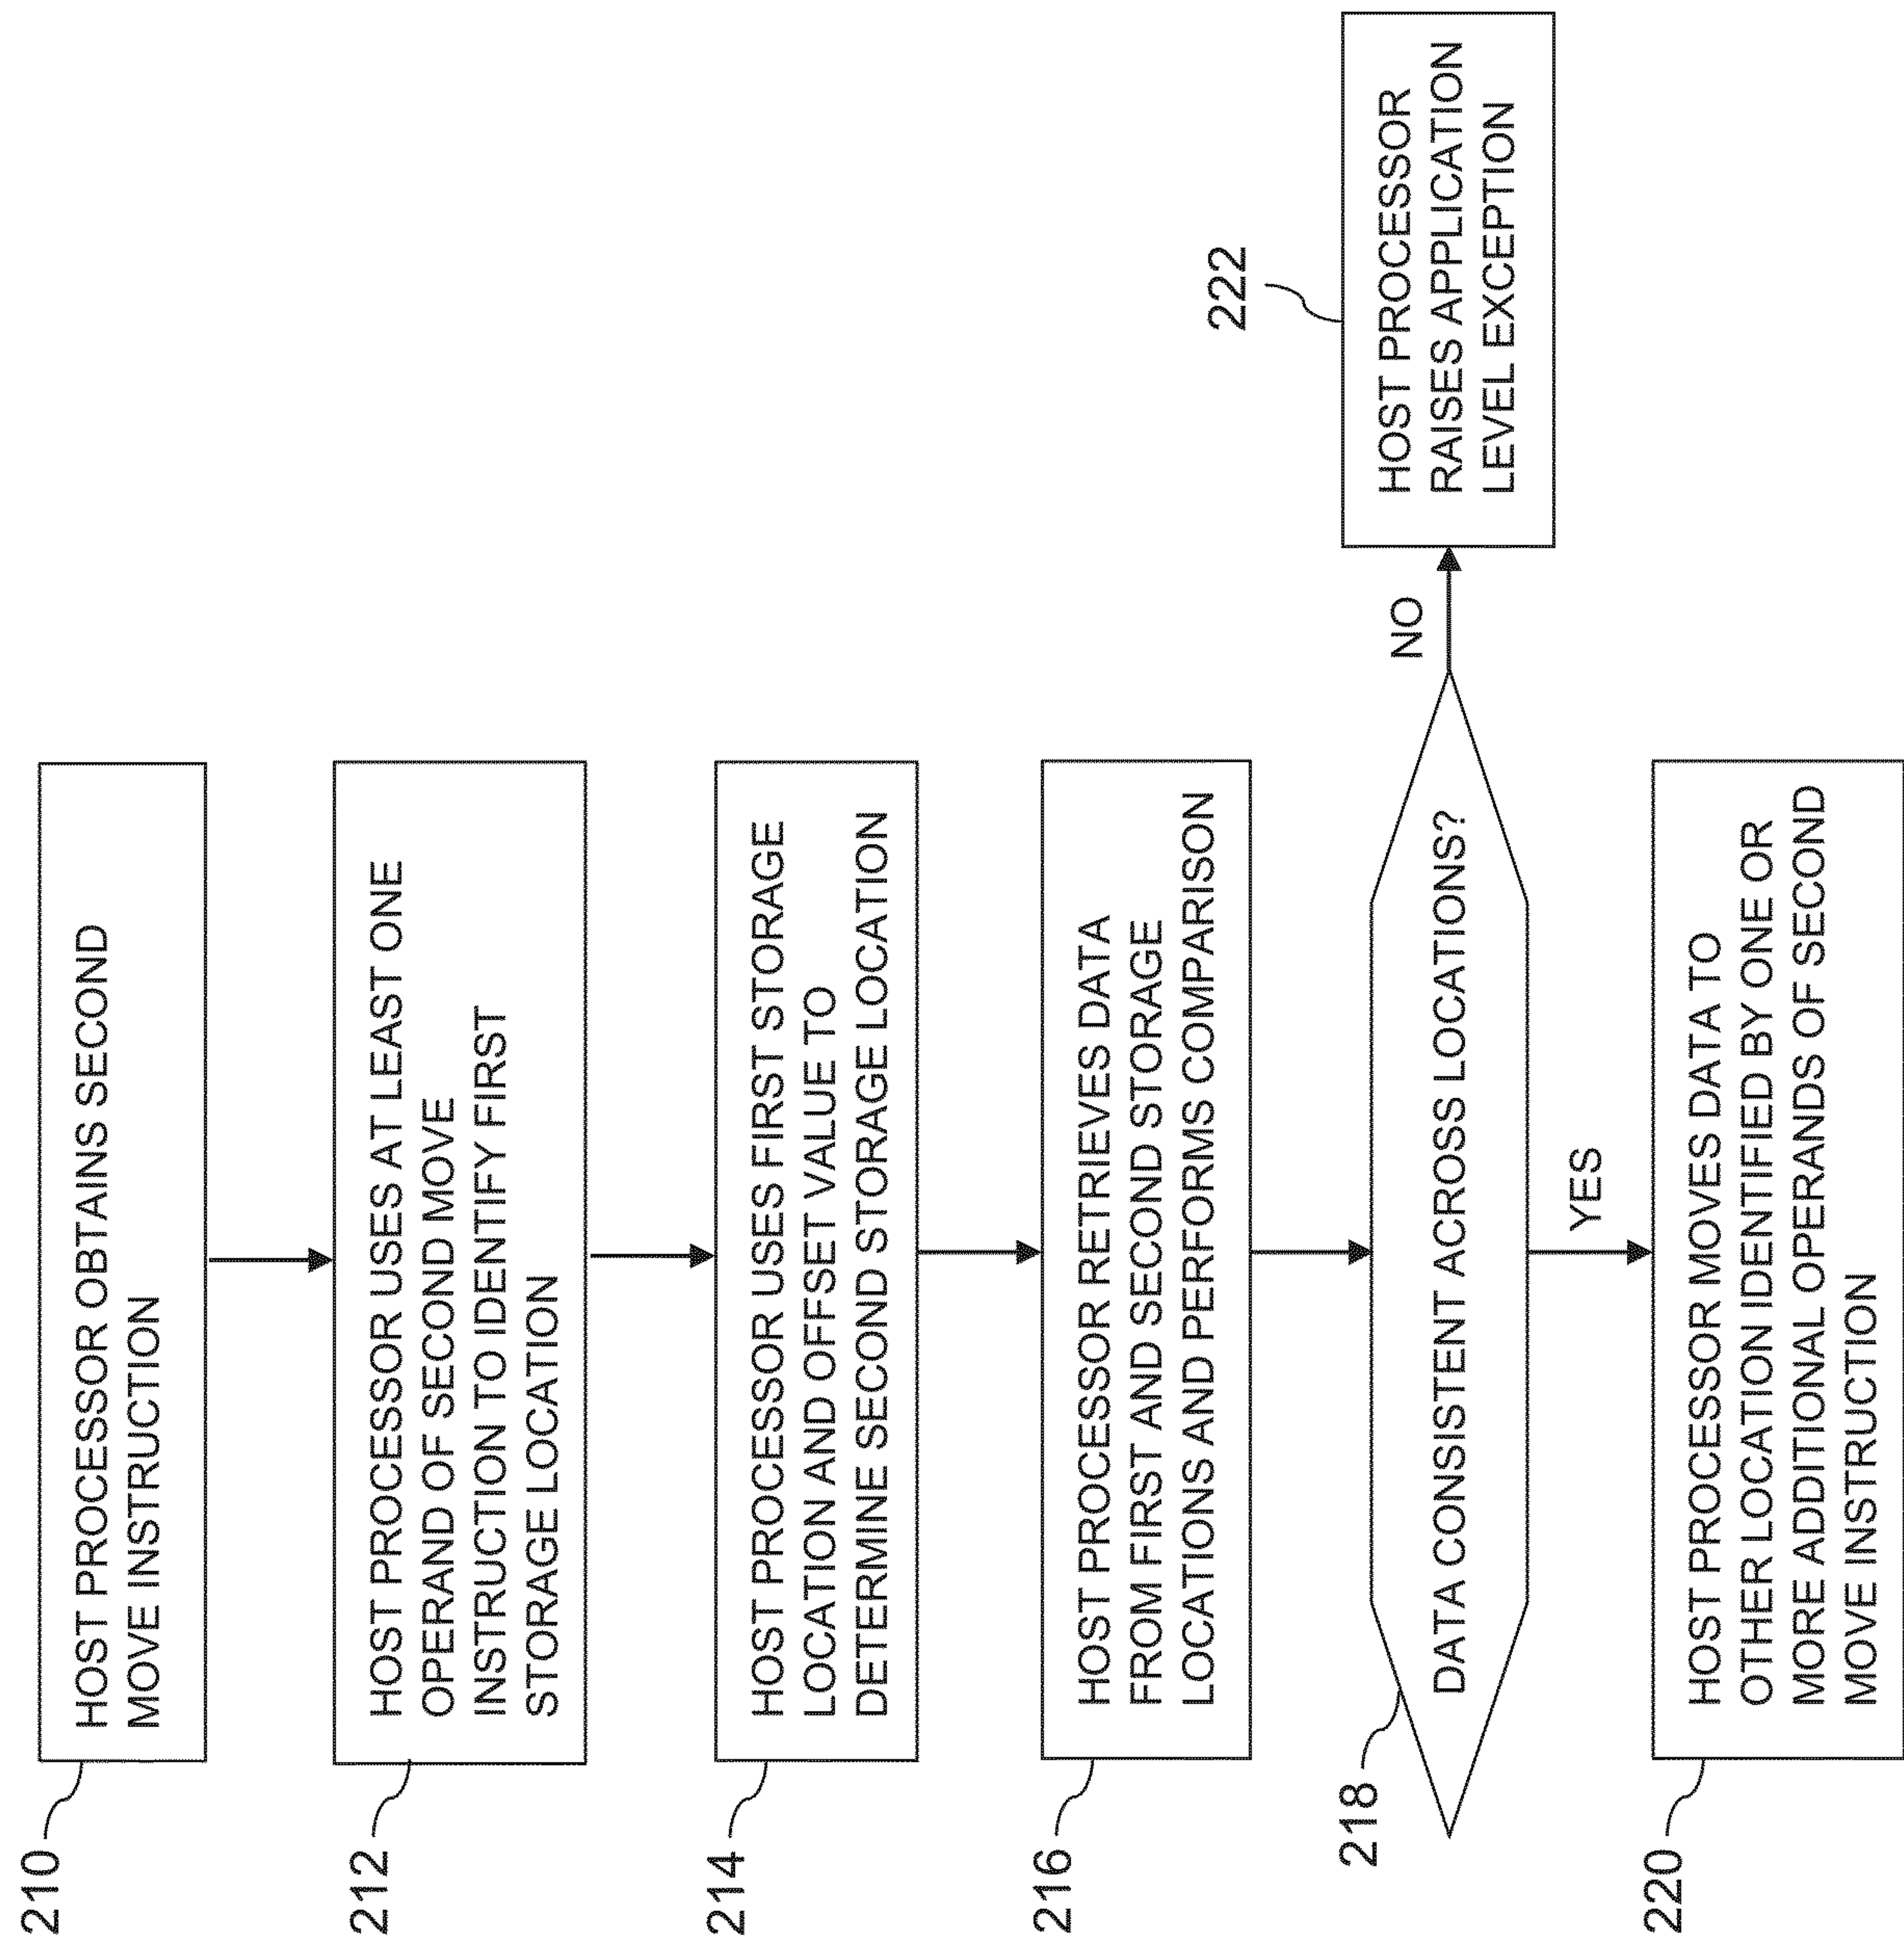 210
HOST PROCESSOR OBTAINS SECOND
MOVE INSTRUCTION
212
HOST PROCESSOR USES AT LEAST ONE
OPERAND OF SECOND MOVE
INSTRUCTION TO IDENTIFY FIRST
STORAGE LOCATION
214
HOST PROCESSOR USES FIRST STORAGE
LOCATION AND OFFSET VALUE TO
DETERMINE SECOND STORAGE LOCATION
216
HOST PROCESSOR RETRIEVES DATA
FROM FIRST AND SECOND STORAGE
LOCATIONS AND PERFORMS COMPARISON
218
DATA CONSISTENT ACROSS LOCATIONS?
NO
222
HOST PROCESSOR
RAISES APPLICATION
LEVEL EXCEPTION
YES
220
HOST PROCESSOR MOVES DATA TO
OTHER LOCATION IDENTIFIED BY ONE OR
MORE ADDITIONAL OPERANDS OF SECOND
MOVE INSTRUCTION